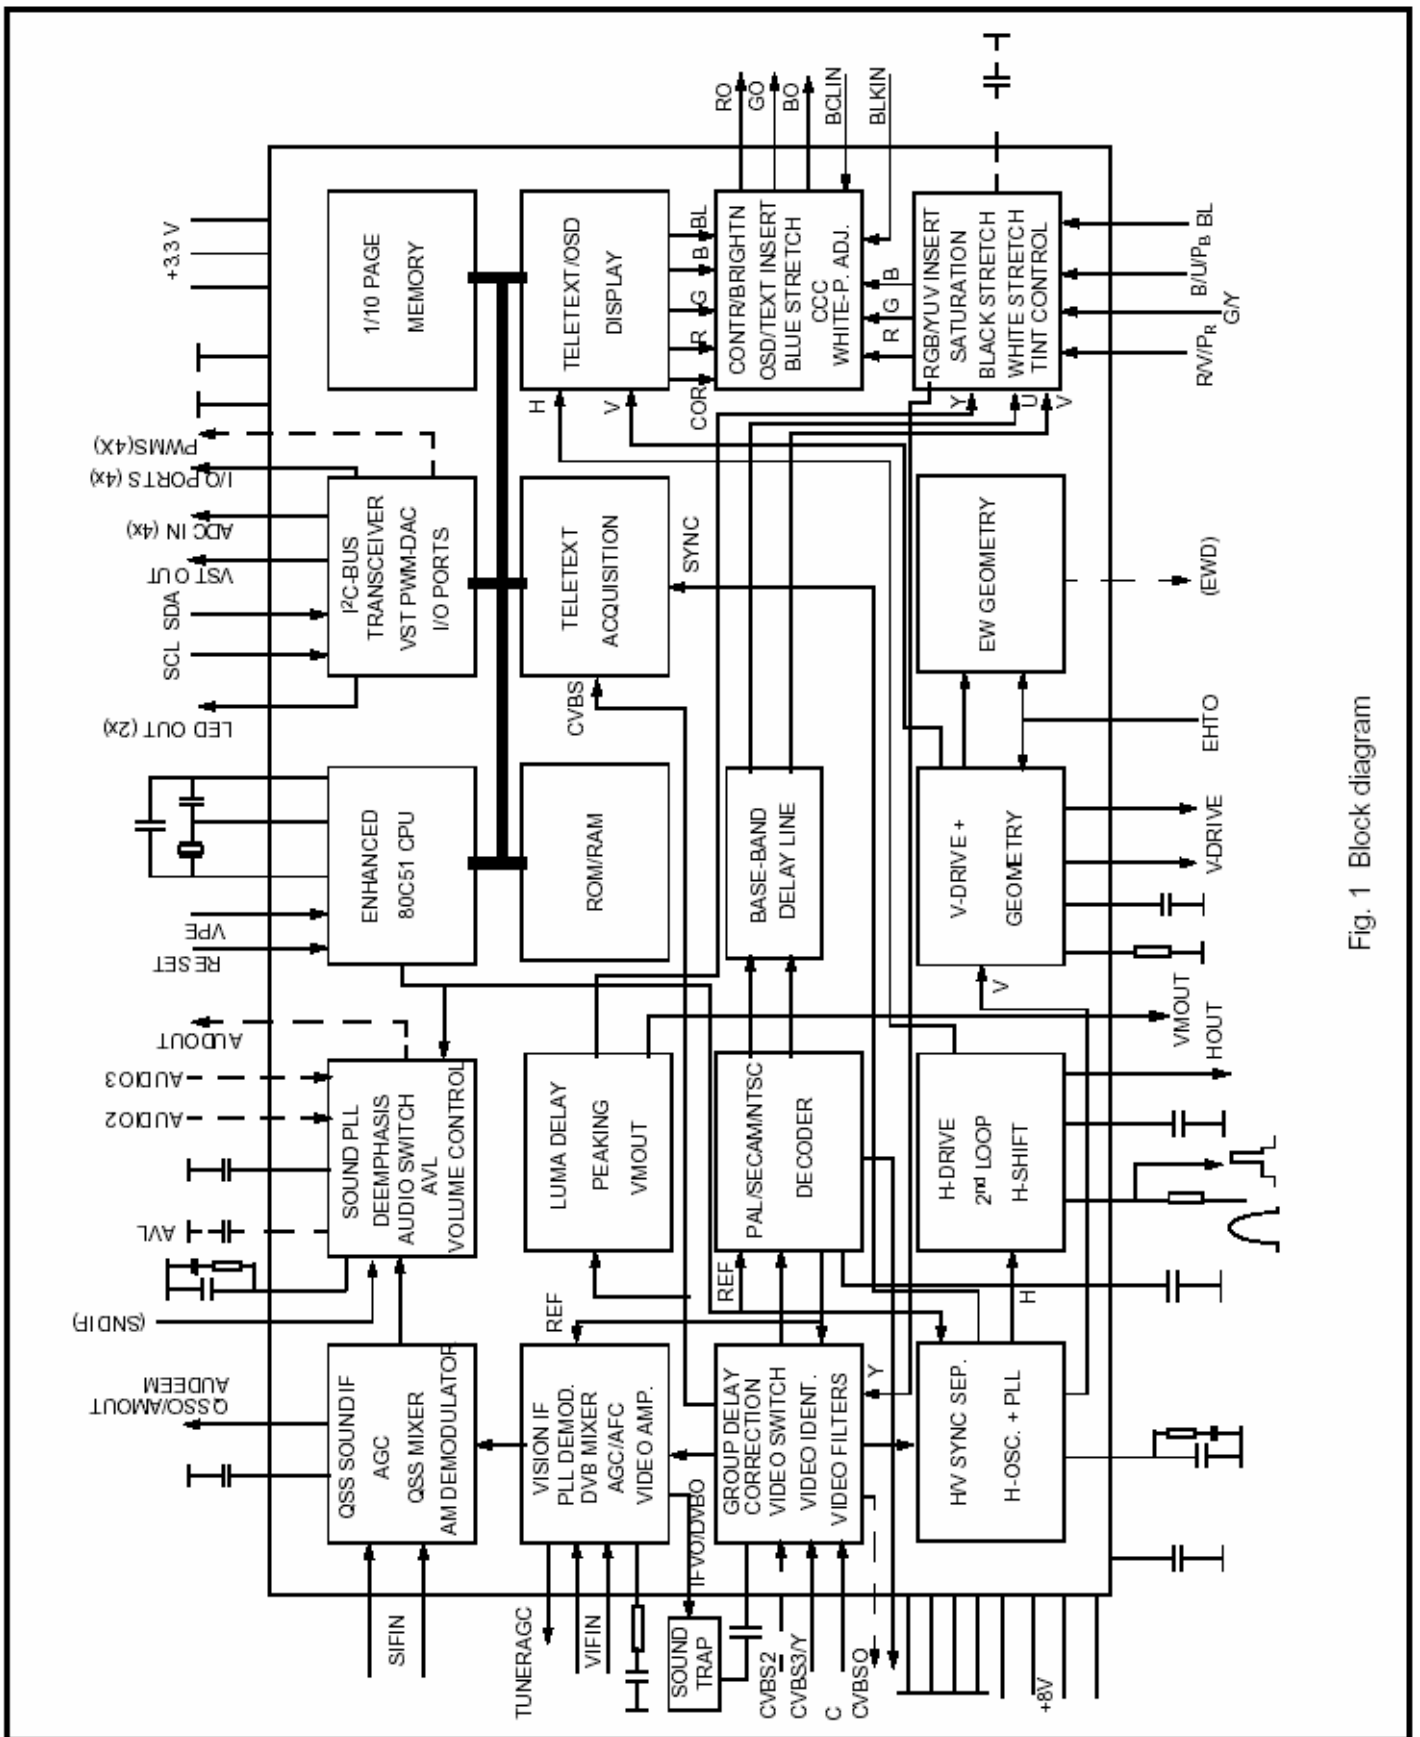 +3.3 V
PWMS(4X)
I/O PORTS (4x)
ADC IN (4x)
VST OUT
SDA
SCL
LED OUT (2x)
VPE
RESET
AUDOUT
AUDIO3
AUDIO2
AVL
(SNDIF)
AUDEEM
QSSO/AMOUT
QSS SOUND IF
AGC
QSS MIXER
AM DEMODULATOR
SOUND PLL
DEEMPHASIS
AUDIO SWITCH
AVL
VOLUME CONTROL
ENHANCED
80C51 CPU
I²C-BUS
TRANSCEIVER
VST PWM-DAC
I/O PORTS
1/10 PAGE
MEMORY
SIFIN
TUNERAGC
VIFIN
VISION IF
PLL DEMOD.
DVB MIXER
AGC/AFC
VIDEO AMP.
REF
LUMA DELAY
PEAKING
VMOUT
ROM/RAM
CVBS
TELETEXT
ACQUISITION
SYNC
H
V
TELETEXT/OSD
DISPLAY
IFVO/DVBO
SOUND
TRAP
CVBS2
CVBS3/Y
C
CVBSO
GROUP DELAY
CORRECTION
VIDEO SWITCH
VIDEO IDENT.
VIDEO FILTERS
Y
REF
PAL/SECAM/NTSC
DECODER
BASE-BAND
DELAY LINE
COR
R
G
B
BL
CONTR/BRIGHTN
OSD/TEXT INSERT
BLUE STRETCH
CCC
WHITE-P. ADJ.
RO
GO
BO
BCLIN
BLKIN
R
G
B
+8V
H/V SYNC SEP.
H-OSC. + PLL
H
H-DRIVE
2nd LOOP
H-SHIFT
V
V-DRIVE +
GEOMETRY
EW GEOMETRY
Y
U
V
RGB/YUV INSERT
SATURATION
BLACK STRETCH
WHITE STRETCH
TINT CONTROL
HOUT
VMOUT
V-DRIVE
EHTO
(EWD)
R/V/PR
G/Y
B/U/PB
BL
Fig. 1 Block diagram